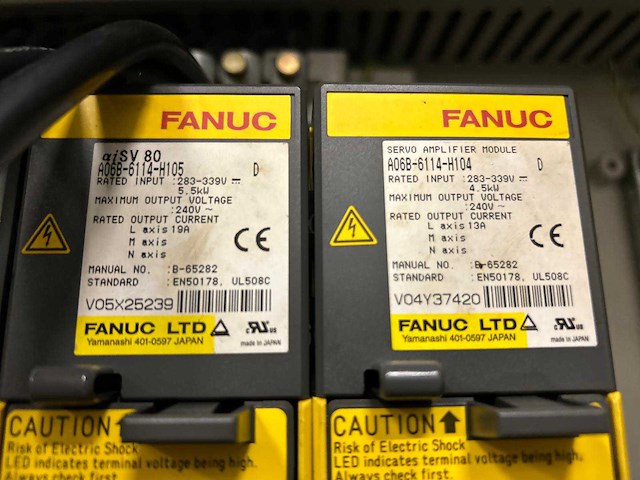 FANUC
αiSV 80
A06B-6114-H105 D
RATED INPUT :283-339V ⎓
5.5kW
MAXIMUM OUTPUT VOLTAGE
:240V ~
RATED OUTPUT CURRENT
L axis 19A
M axis
N axis
CE
MANUAL NO. :B-65282
STANDARD :EN50178, UL508C
V05X25239
FANUC LTD
Yamanashi 401-0597 JAPAN
made in JAPAN
CAUTION
Risk of Electric Shock
LED indicates terminal voltage being high.
Always check first.
FANUC
SERVO AMPLIFIER MODULE
A06B-6114-H104 D
RATED INPUT :283-339V ⎓
4.5kW
MAXIMUM OUTPUT VOLTAGE
:240V ~
RATED OUTPUT CURRENT
L axis 13A
M axis
N axis
CE
MANUAL NO. :B-65282
STANDARD :EN50178, UL508C
V04Y37420
FANUC LTD
Yamanashi 401-0597 JAPAN
made in JAPAN
CAUTION
Risk of Electric Shock
LED indicates terminal voltage being high.
Always check first.